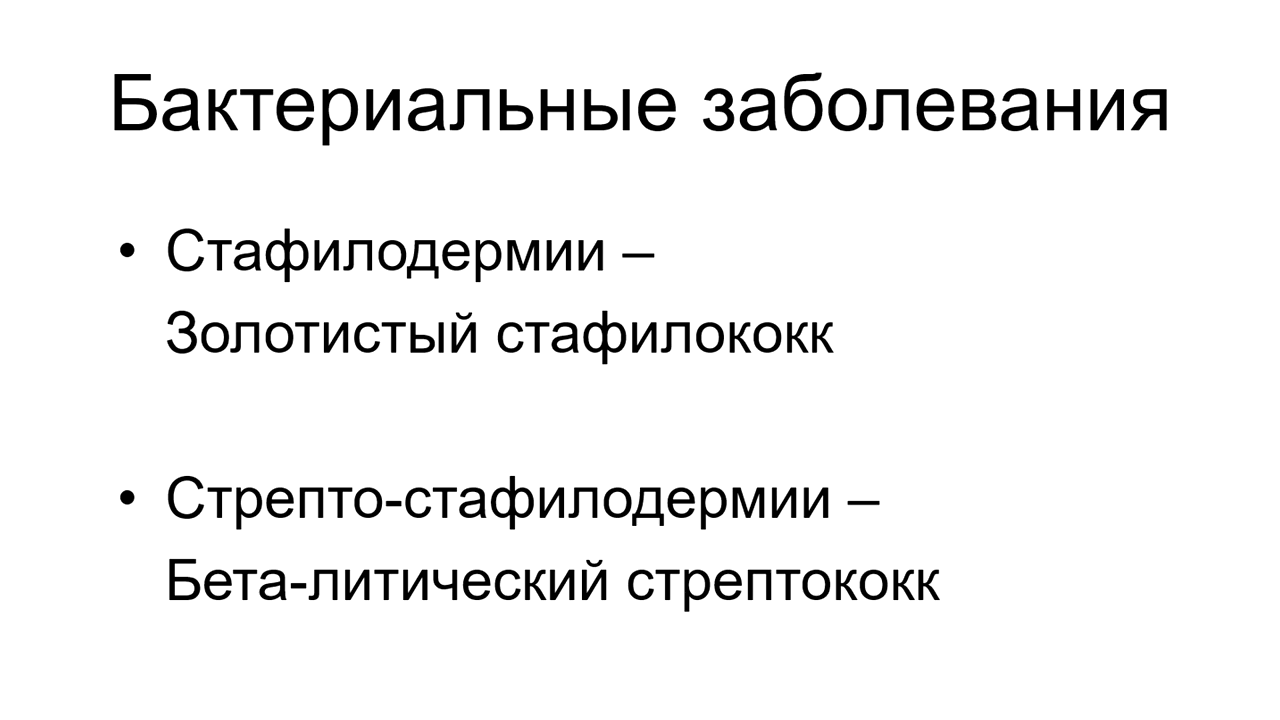 Бактериальные заболевания
• Стафилодермии –
Золотистый стафилококк
• Стрепто-стафилодермии –
Бета-литический стрептококк